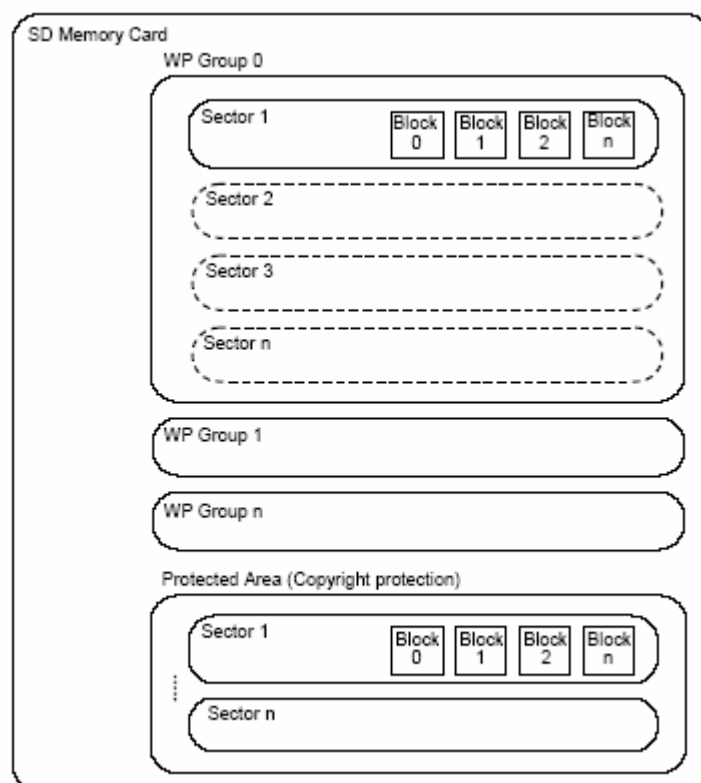 SD Memory Card
WP Group 0
Sector 1
Block 0
Block 1
Block 2
Block n
Sector 2
Sector 3
Sector n
WP Group 1
WP Group n
Protected Area (Copyright protection)
Sector 1
Block 0
Block 1
Block 2
Block n
Sector n